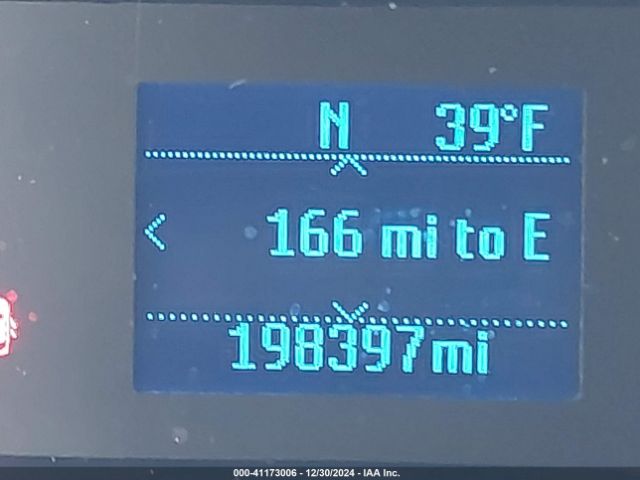 N 39°F
166 mi to E
198397mi
000-41173006 - 12/30/2024 - IAA Inc.